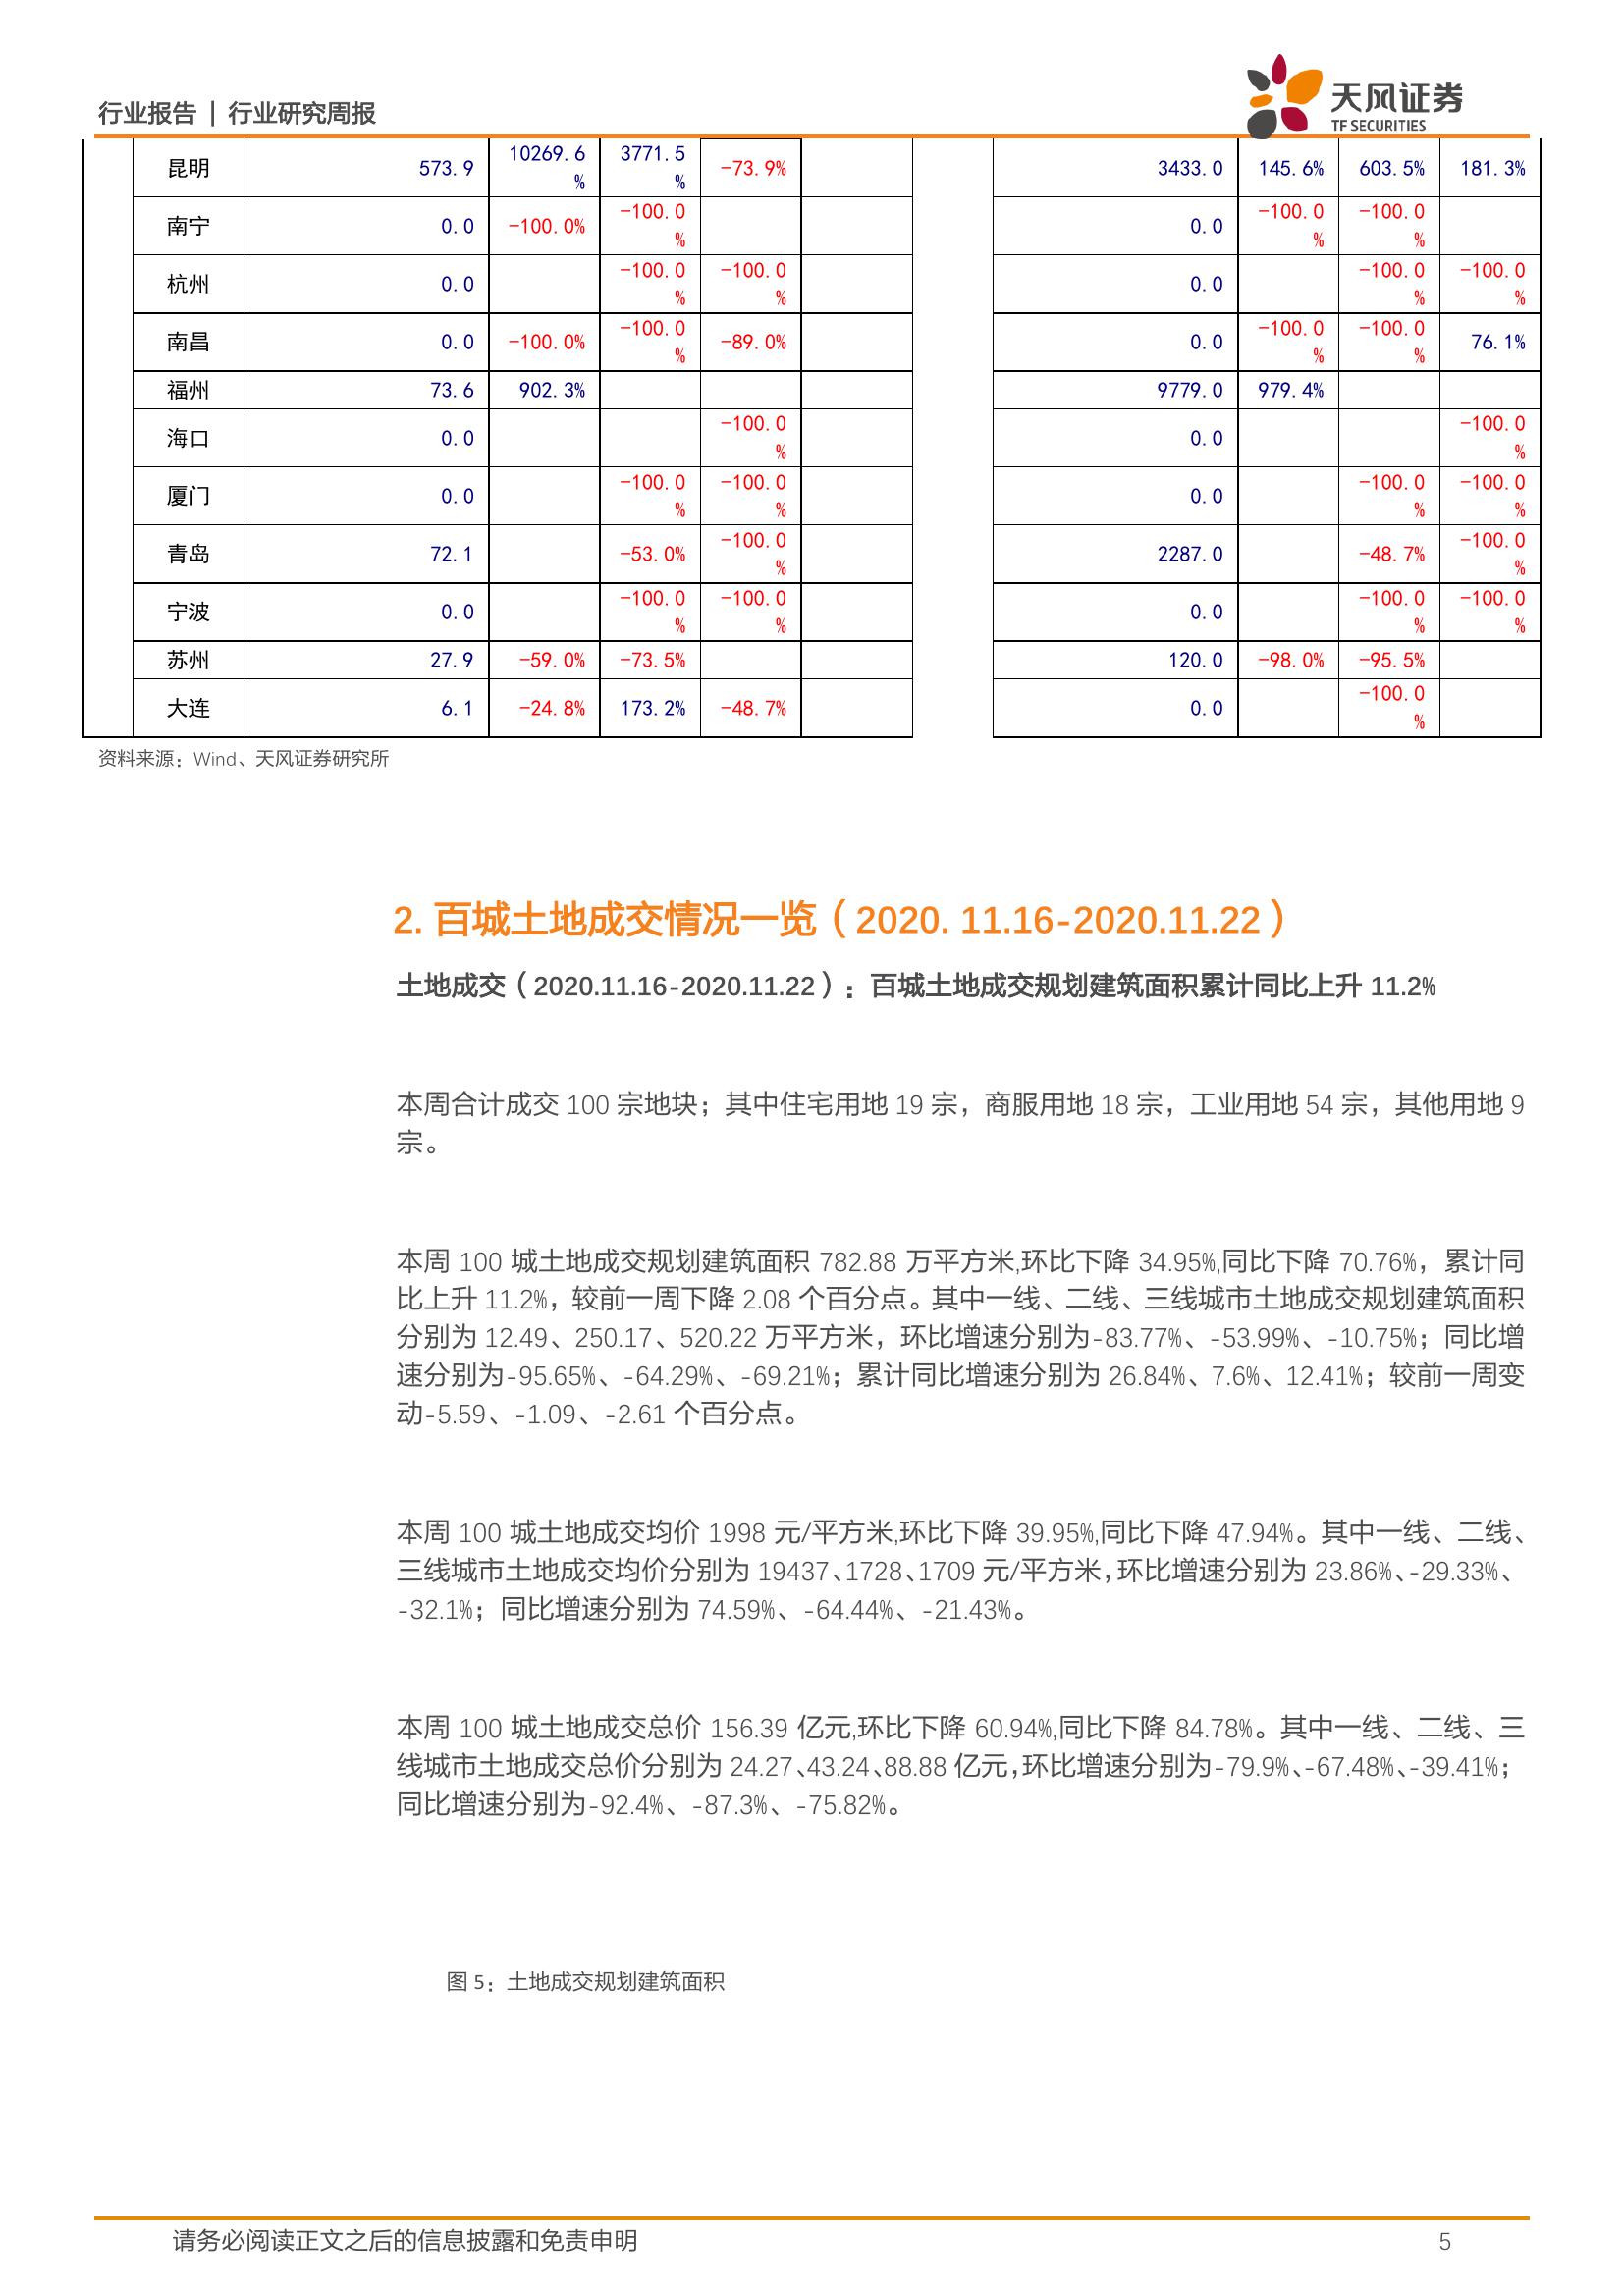 行业报告 | 行业研究周报
天风证券
TF SECURITIES
昆明 573.9 10269.6% 3771.5% -73.9% 3433.0 145.6% 603.5% 181.3%
南宁 0.0 -100.0% -100.0% 0.0 -100.0% -100.0%
杭州 0.0 -100.0% -100.0% 0.0 -100.0% -100.0%
南昌 0.0 -100.0% -100.0% -89.0% 0.0 -100.0% -100.0% 76.1%
福州 73.6 902.3% 9779.0 979.4%
海口 0.0 -100.0% 0.0 -100.0%
厦门 0.0 -100.0% -100.0% 0.0 -100.0% -100.0%
青岛 72.1 -53.0% -100.0% 2287.0 -48.7% -100.0%
宁波 0.0 -100.0% -100.0% 0.0 -100.0% -100.0%
苏州 27.9 -59.0% -73.5% 120.0 -98.0% -95.5%
大连 6.1 -24.8% 173.2% -48.7% 0.0 -100.0%
资料来源：Wind、天风证券研究所
2. 百城土地成交情况一览（2020. 11.16-2020.11.22）
土地成交（2020.11.16-2020.11.22）：百城土地成交规划建筑面积累计同比上升 11.2%
本周合计成交 100 宗地块；其中住宅用地 19 宗，商服用地 18 宗，工业用地 54 宗，其他用地 9
宗。
本周 100 城土地成交规划建筑面积 782.88 万平方米,环比下降 34.95%,同比下降 70.76%，累计同
比上升 11.2%，较前一周下降 2.08 个百分点。其中一线、二线、三线城市土地成交规划建筑面积
分别为 12.49、250.17、520.22 万平方米，环比增速分别为-83.77%、-53.99%、-10.75%；同比增
速分别为-95.65%、-64.29%、-69.21%；累计同比增速分别为 26.84%、7.6%、12.41%；较前一周变
动-5.59、-1.09、-2.61 个百分点。
本周 100 城土地成交均价 1998 元/平方米,环比下降 39.95%,同比下降 47.94%。其中一线、二线、
三线城市土地成交均价分别为 19437、1728、1709 元/平方米，环比增速分别为 23.86%、-29.33%、
-32.1%；同比增速分别为 74.59%、-64.44%、-21.43%。
本周 100 城土地成交总价 156.39 亿元,环比下降 60.94%,同比下降 84.78%。其中一线、二线、三
线城市土地成交总价分别为 24.27、43.24、88.88 亿元，环比增速分别为-79.9%、-67.48%、-39.41%；
同比增速分别为-92.4%、-87.3%、-75.82%。
图 5：土地成交规划建筑面积
请务必阅读正文之后的信息披露和免责申明 5